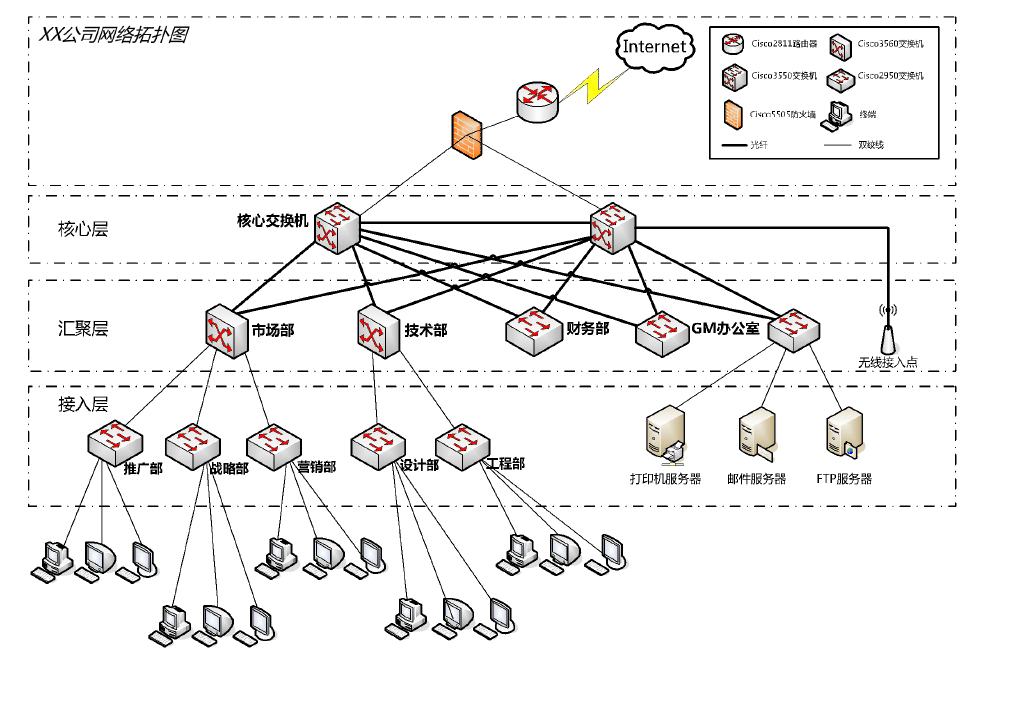 XX公司网络拓扑图
Internet
Cisco2811路由器
Cisco3560交换机
Cisco3550交换机
Cisco2950交换机
Cisco5505防火墙
终端
光纤
双绞线
核心层
核心交换机
汇聚层
市场部
技术部
财务部
GM办公室
无线接入点
接入层
推广部
战略部
营销部
设计部
工程部
打印机服务器
邮件服务器
FTP服务器